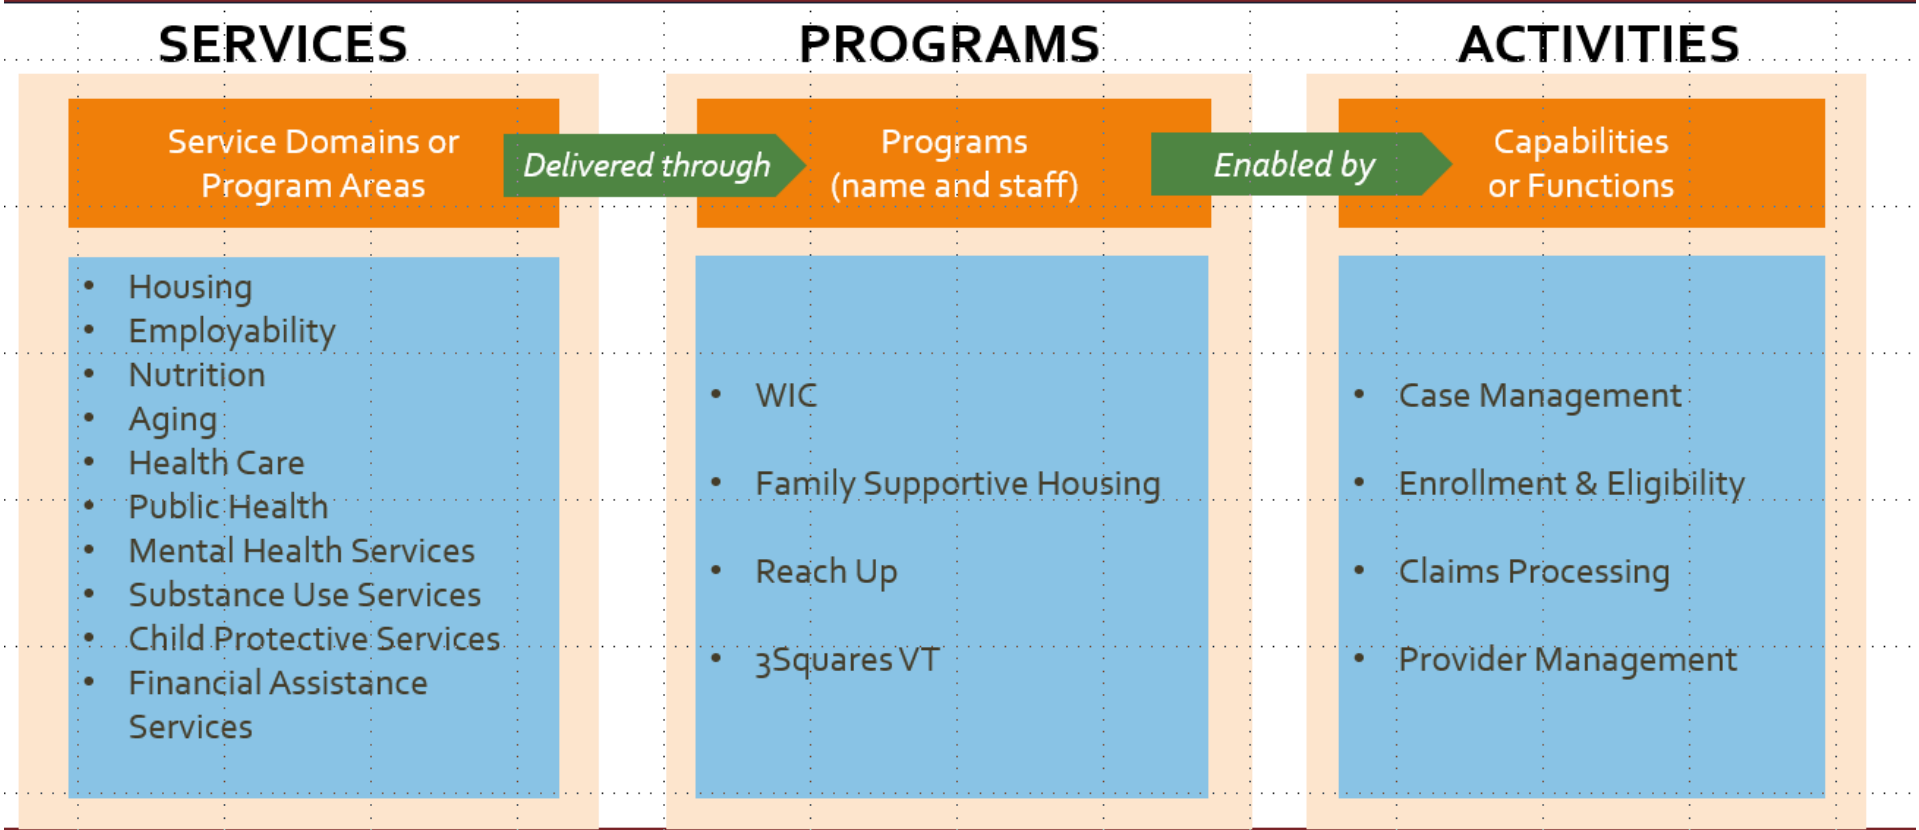 SERVICES
PROGRAMS
ACTIVITIES
Service Domains or
Program Areas
Delivered through
Programs
(name and staff)
Enabled by
Capabilities
or Functions
• Housing
• Employability
• Nutrition
• Aging
• Health Care
• Public Health
• Mental Health Services
• Substance Use Services
• Child Protective Services
• Financial Assistance
Services
• WIC
• Family Supportive Housing
• Reach Up
• 3Squares VT
• Case Management
• Enrollment & Eligibility
• Claims Processing
• Provider Management